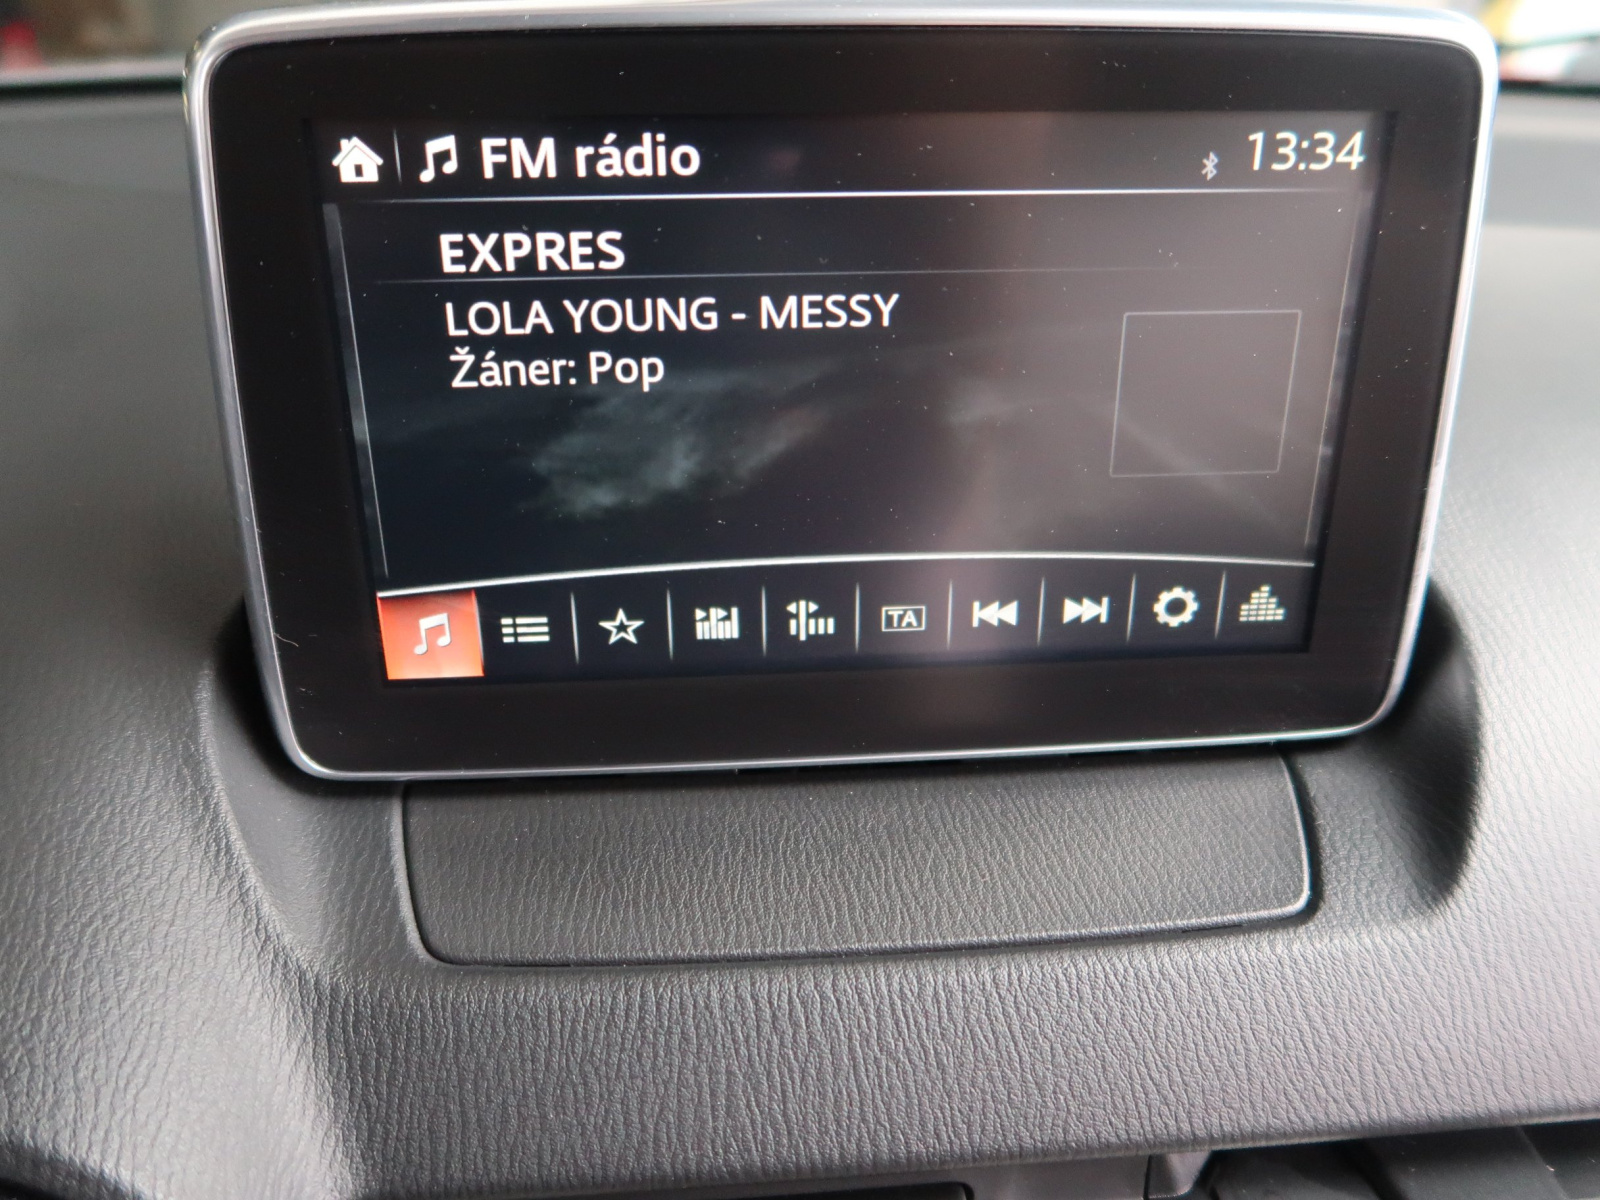 FM rádio
13:34
EXPRES
LOLA YOUNG - MESSY
Žáner: Pop
TA